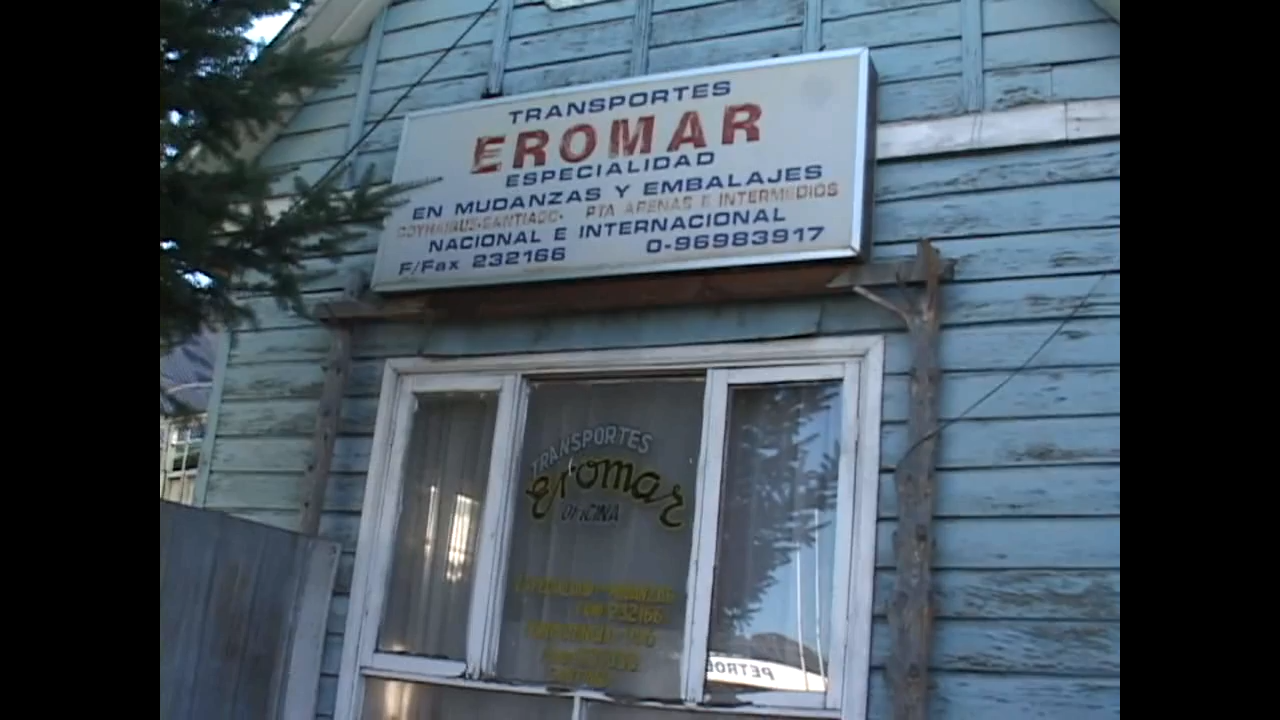 TRANSPORTES
EROMAR
ESPECIALIDAD
EN MUDANZAS Y EMBALAJES
COYHAIQUE-SANTIAGO- PTA ARENAS E INTERMEDIOS
NACIONAL E INTERNACIONAL
F/Fax 232166 0-96983917
TRANSPORTES
eromar
OFICINA
232166
PETROB